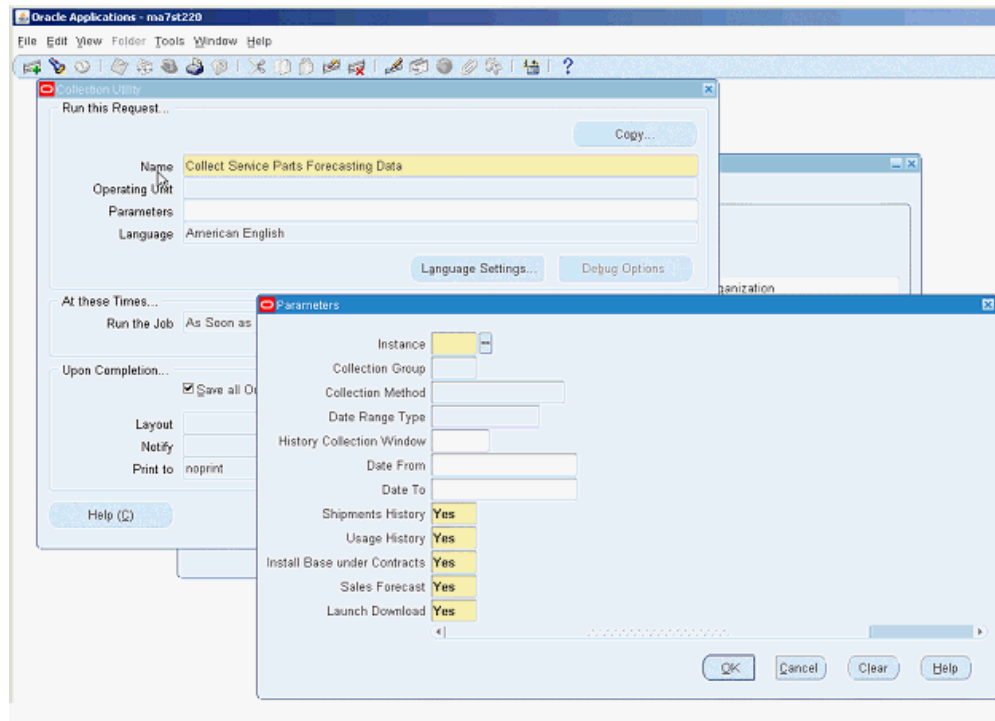 Oracle Applications - ma7st220
File Edit View Folder Tools Window Help
Collection Utility
Run this Request...
Copy...
Name Collect Service Parts Forecasting Data
Operating Unit
Parameters
Language American English
Language Settings... Debug Options
ganization
At these Times...
Run the Job As Soon as
Upon Completion...
Save all Ou
Layout
Notify
Print to noprint
Help (C)
Parameters
Instance
Collection Group
Collection Method
Date Range Type
History Collection Window
Date From
Date To
Shipments History Yes
Usage History Yes
Install Base under Contracts Yes
Sales Forecast Yes
Launch Download Yes
OK Cancel Clear Help